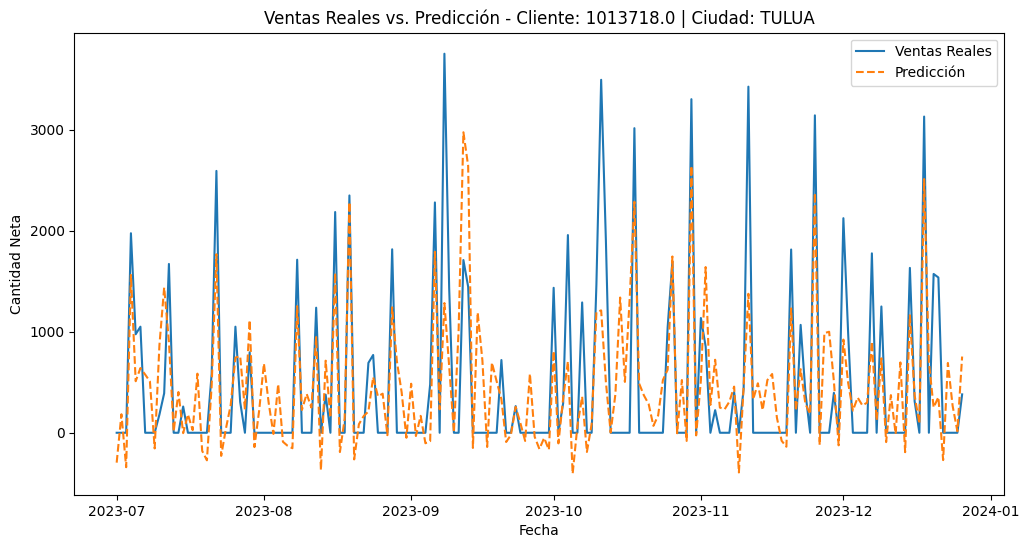 Ventas Reales vs. Predicción - Cliente: 1013718.0 | Ciudad: TULUA
Ventas Reales
Predicción
Cantidad Neta
3000
2000
1000
0
2023-07
2023-08
2023-09
2023-10
2023-11
2023-12
2024-01
Fecha